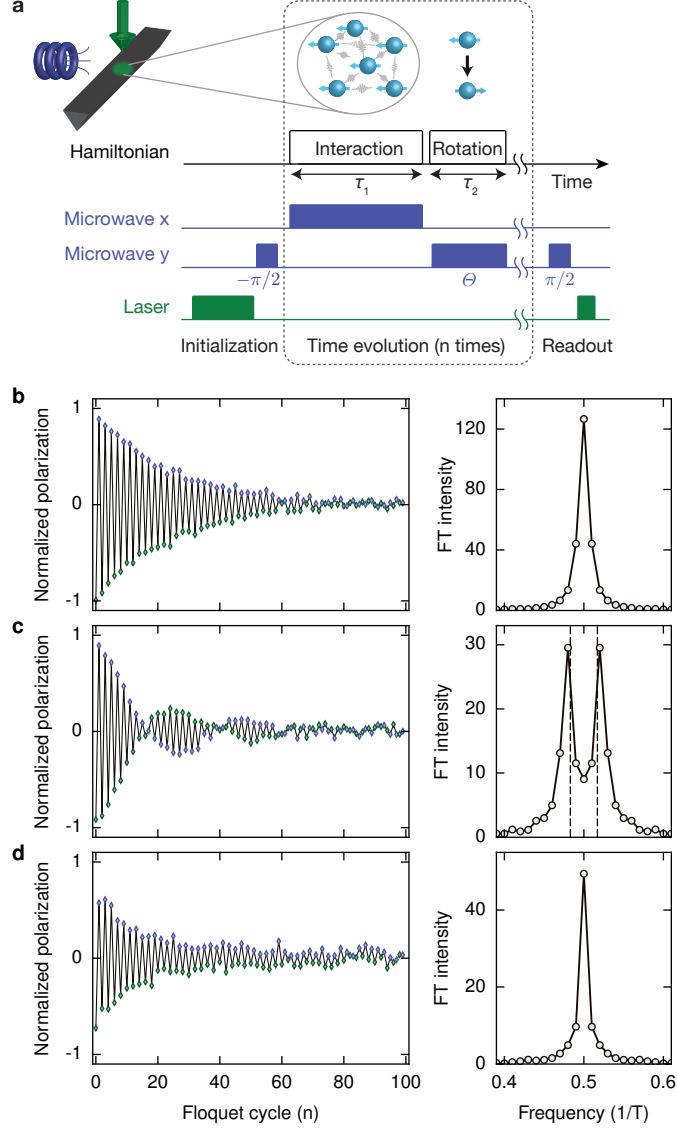 a
Hamiltonian
Interaction
Rotation
τ₁
τ₂
Time
Microwave x
Microwave y
−π/2
Θ
π/2
Laser
Initialization
Time evolution (n times)
Readout
b
Normalized polarization
1
0
-1
FT intensity
120
80
40
0
c
Normalized polarization
1
0
-1
FT intensity
30
20
10
0
d
Normalized polarization
1
0
-1
0
20
40
60
80
100
Floquet cycle (n)
FT intensity
40
20
0
0.4
0.5
0.6
Frequency (1/T)